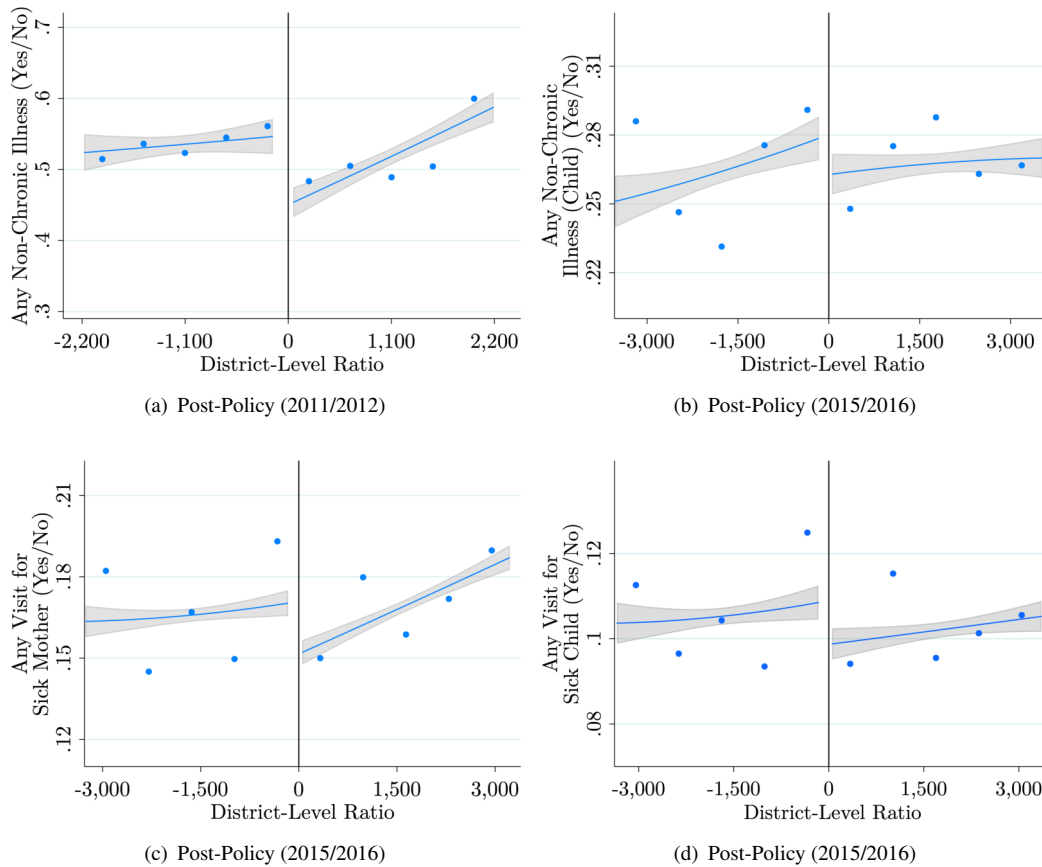 Any Non-Chronic Illness (Yes/No)
.7
.6
.5
.4
.3
-2,200
-1,100
0
1,100
2,200
District-Level Ratio
(a) Post-Policy (2011/2012)
Any Non-Chronic
Illness (Child) (Yes/No)
.31
.28
.25
.22
-3,000
-1,500
0
1,500
3,000
District-Level Ratio
(b) Post-Policy (2015/2016)
Any Visit for
Sick Mother (Yes/No)
.21
.18
.15
.12
-3,000
-1,500
0
1,500
3,000
District-Level Ratio
(c) Post-Policy (2015/2016)
Any Visit for
Sick Child (Yes/No)
.12
.1
.08
-3,000
-1,500
0
1,500
3,000
District-Level Ratio
(d) Post-Policy (2015/2016)